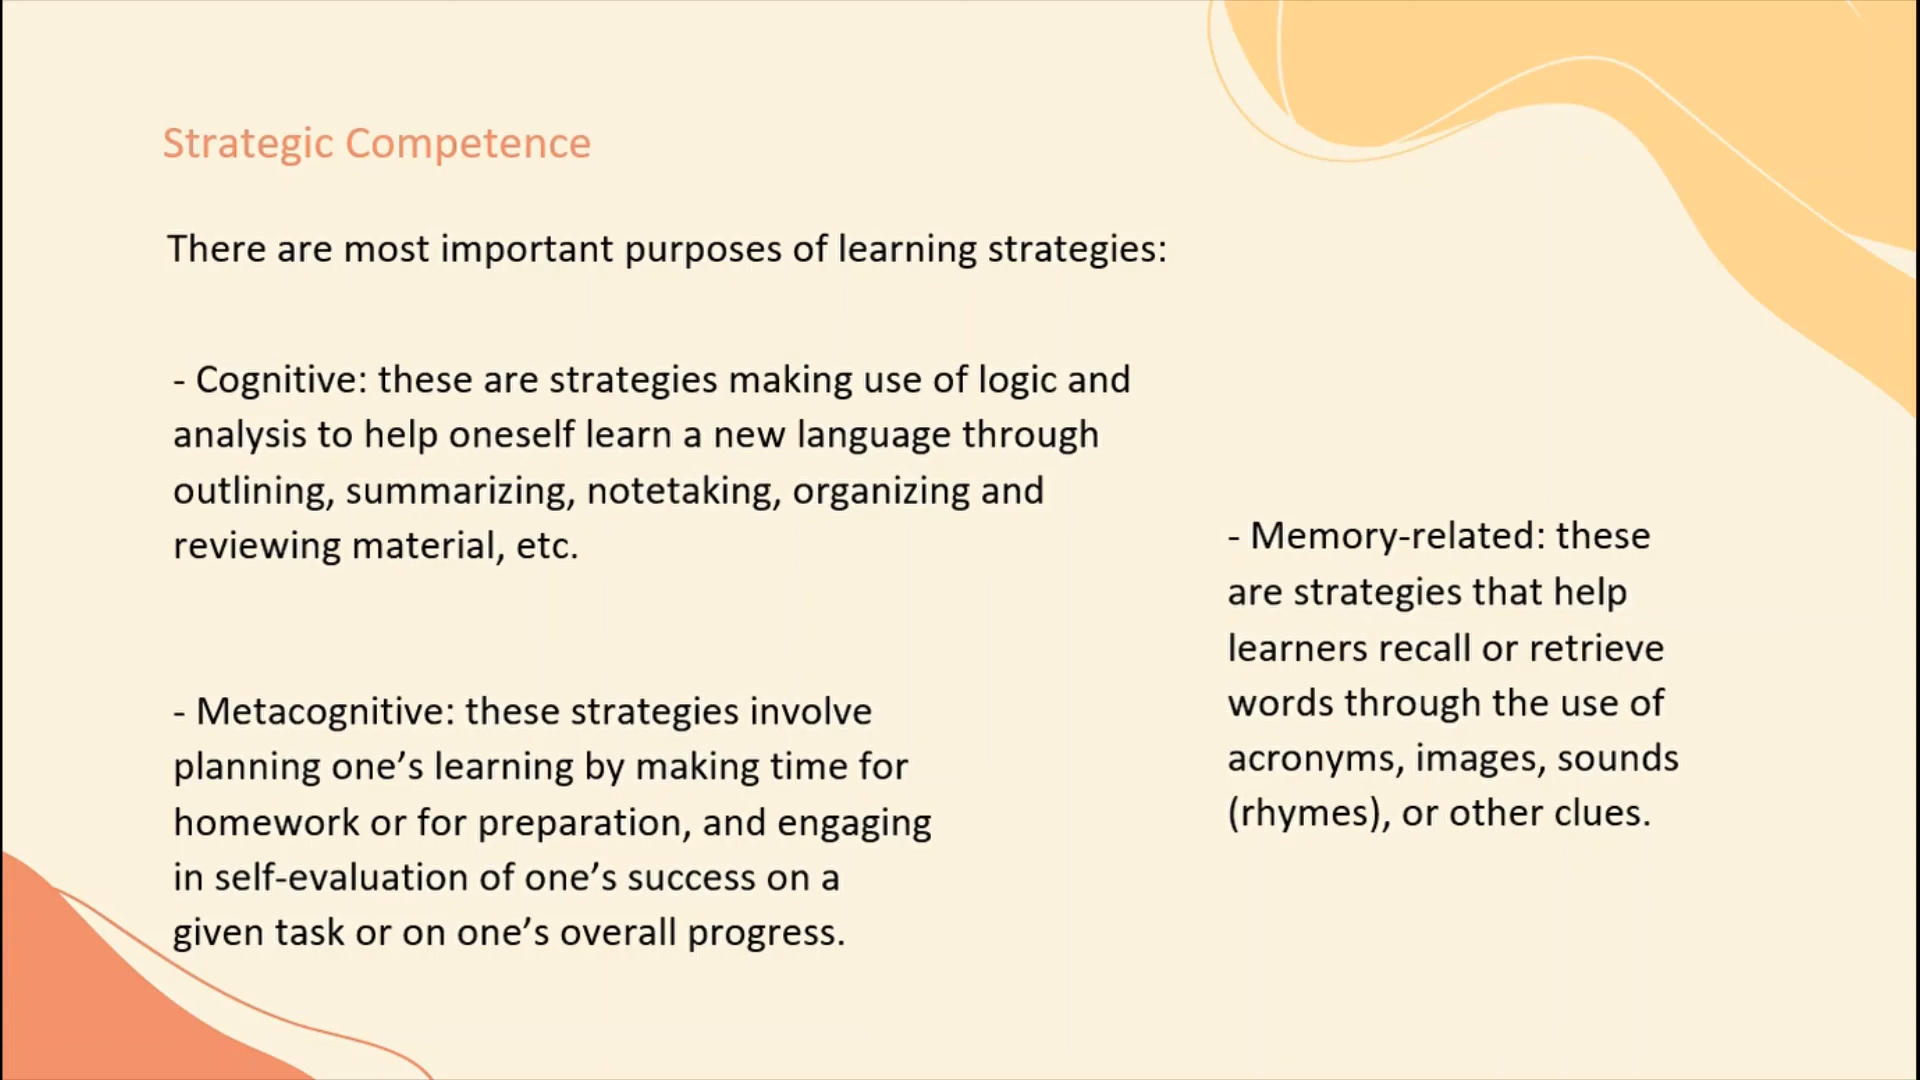 Strategic Competence
There are most important purposes of learning strategies:
- Cognitive: these are strategies making use of logic and
analysis to help oneself learn a new language through
outlining, summarizing, notetaking, organizing and
reviewing material, etc.
- Metacognitive: these strategies involve
planning one’s learning by making time for
homework or for preparation, and engaging
in self-evaluation of one’s success on a
given task or on one’s overall progress.
- Memory-related: these
are strategies that help
learners recall or retrieve
words through the use of
acronyms, images, sounds
(rhymes), or other clues.